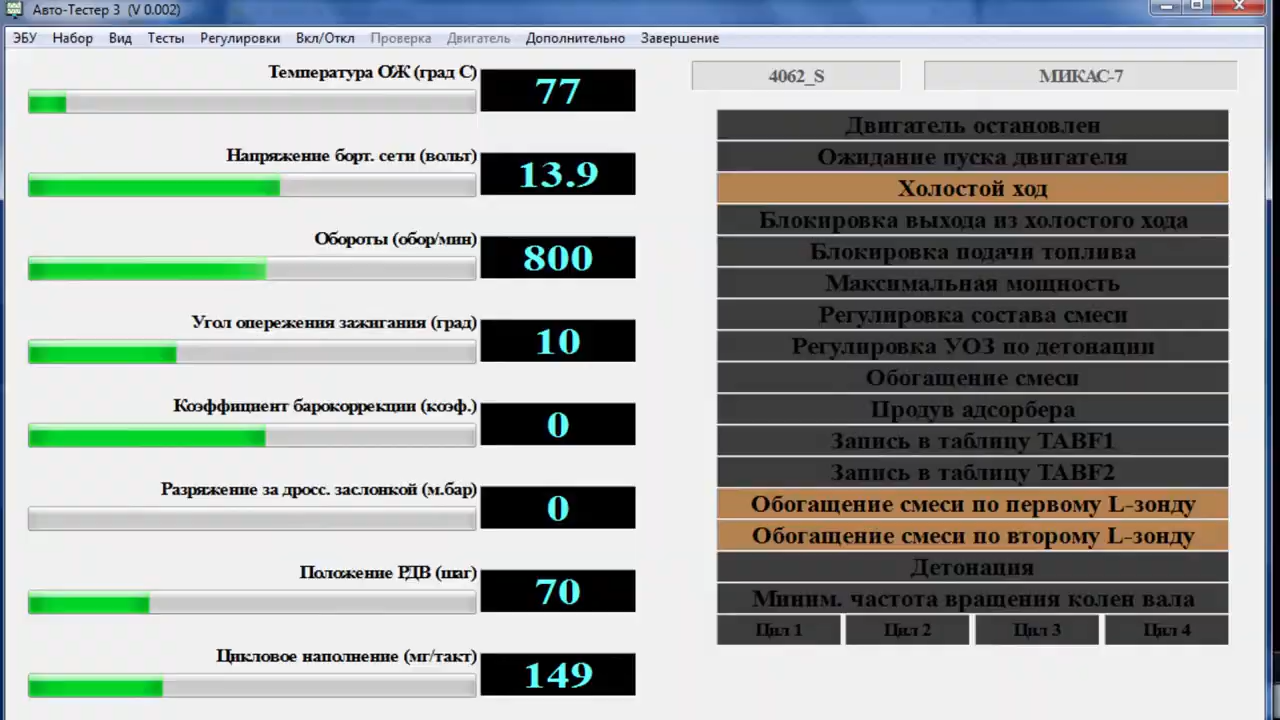 Авто-Тестер 3 (V 0.002)
ЭБУ Набор Вид Тесты Регулировки Вкл/Откл Проверка Двигатель Дополнительно Завершение
Температура ОЖ (град С)
77
Напряжение борт. сети (вольт)
13.9
Обороты (обор/мин)
800
Угол опережения зажигания (град)
10
Коэффициент барокоррекции (коэф.)
0
Разряжение за дросс. заслонкой (м.бар)
0
Положение РДВ (шаг)
70
Цикловое наполнение (мг/такт)
149
4062_S МИКАС-7
Двигатель остановлен
Ожидание пуска двигателя
Холостой ход
Блокировка выхода из холостого хода
Блокировка подачи топлива
Максимальная мощность
Регулировка состава смеси
Регулировка УОЗ по детонации
Обогащение смеси
Продув адсорбера
Запись в таблицу TABF1
Запись в таблицу TABF2
Обогащение смеси по первому L-зонду
Обогащение смеси по второму L-зонду
Детонация
Миним. частота вращения колен вала
Цил 1 Цил 2 Цил 3 Цил 4